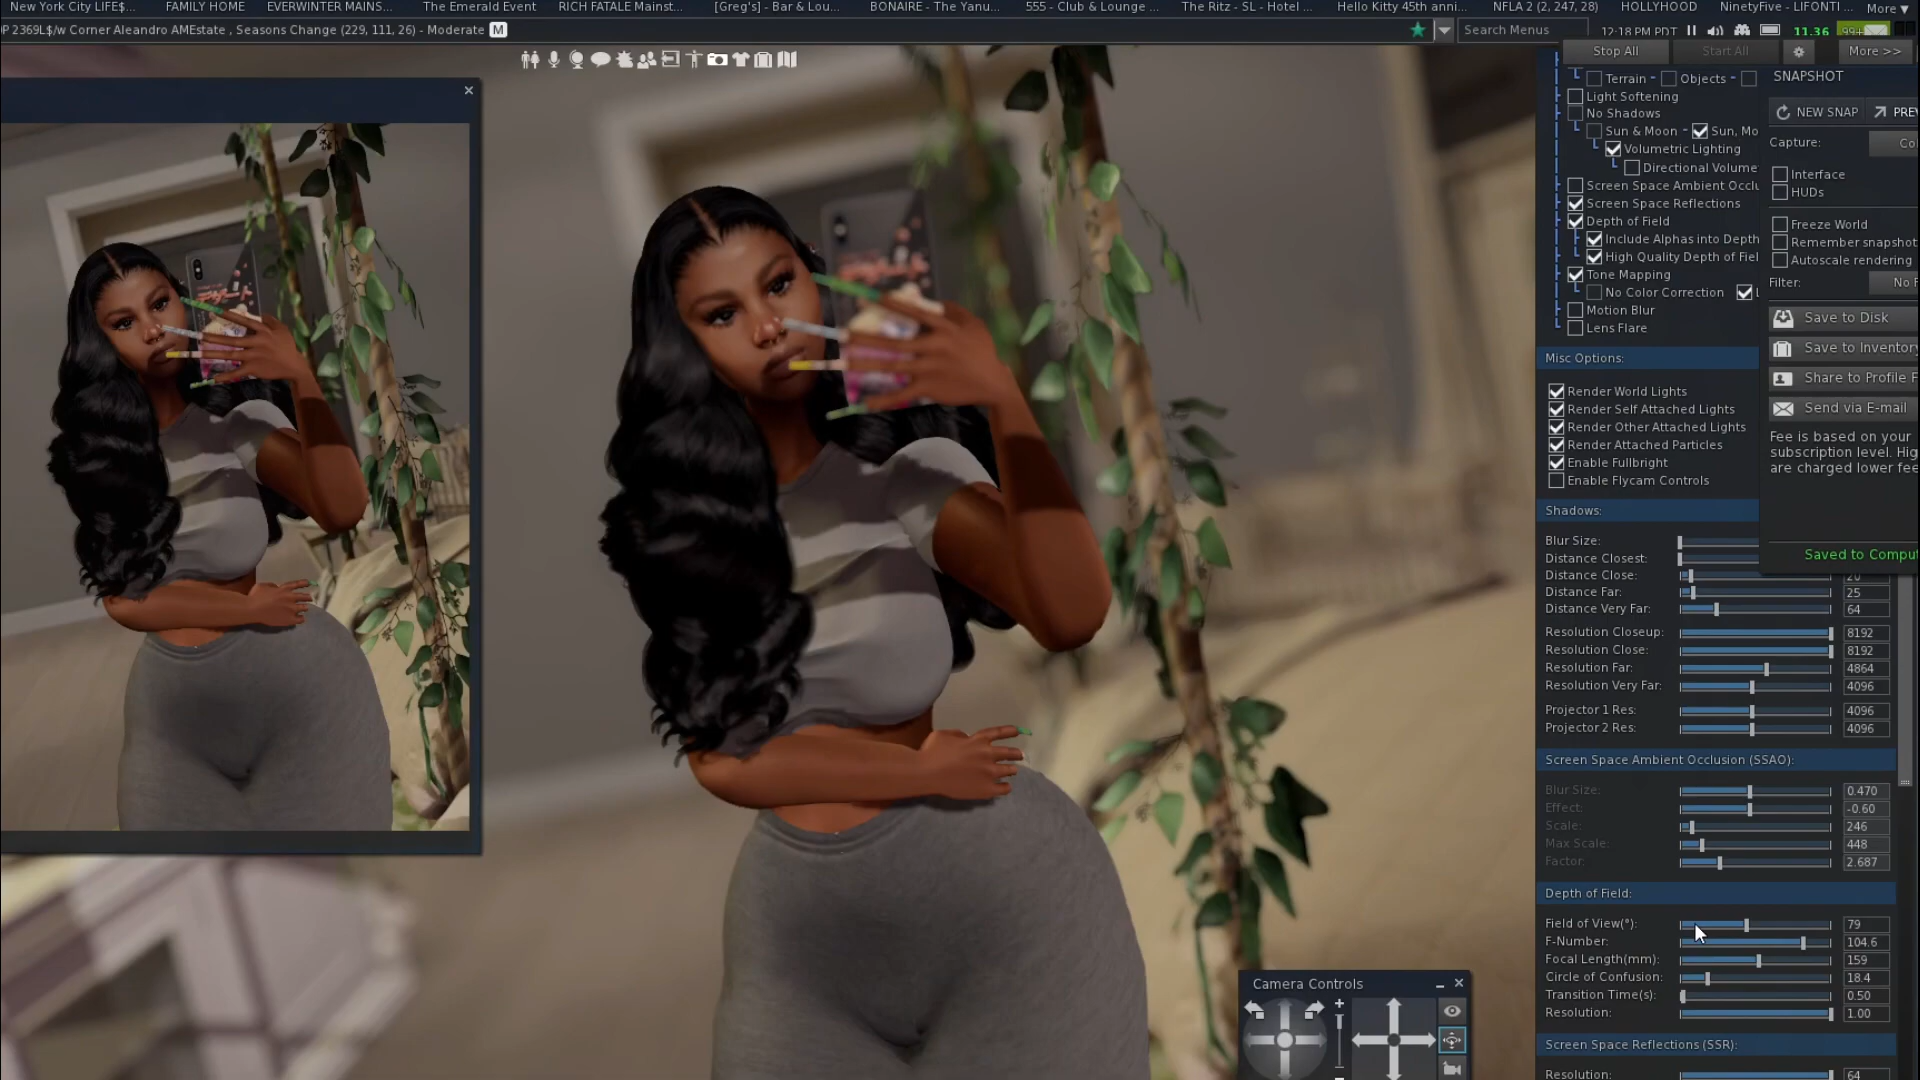 New York City LIFE$... FAMILY HOME EVERWINTER MAINS... The Emerald Event RICH FATALE Mainst... [Greg's] - Bar & Lou... BONAIRE - The Yanu... 555 - Club & Lounge ... The Ritz - SL - Hotel ... Hello Kitty 45th anni... NFLA 2 (2, 247, 28) HOLLYHOOD NinetyFive - LIFONTI ... More ▼
OP 2369L$/w Corner Aleandro AMEstate , Seasons Change (229, 111, 26) - Moderate M
Search Menus
12:18 PM PDT
11.36
99+
Stop All
Start All
More >>
Terrain - Objects -
Light Softening
No Shadows
Sun & Moon - Sun, Mo
Volumetric Lighting
Directional Volume
Screen Space Ambient Occlu
Screen Space Reflections
Depth of Field
Include Alphas into Depth
High Quality Depth of Fiel
Tone Mapping
No Color Correction
Motion Blur
Lens Flare
SNAPSHOT
NEW SNAP
PREV
Capture:
Co
Interface
HUDs
Freeze World
Remember snapshot
Autoscale rendering
Filter:
No F
Save to Disk
Save to Inventory
Share to Profile F
Send via E-mail
Fee is based on your
subscription level. Hig
are charged lower fee
Saved to Comput
Misc Options:
Render World Lights
Render Self Attached Lights
Render Other Attached Lights
Render Attached Particles
Enable Fullbright
Enable Flycam Controls
Shadows:
Blur Size:
Distance Closest:
Distance Close: 20
Distance Far: 25
Distance Very Far: 64
Resolution Closeup: 8192
Resolution Close: 8192
Resolution Far: 4864
Resolution Very Far: 4096
Projector 1 Res: 4096
Projector 2 Res: 4096
Screen Space Ambient Occlusion (SSAO):
Blur Size: 0.470
Effect: -0.60
Scale: 246
Max Scale: 448
Factor: 2.687
Depth of Field:
Field of View(°): 79
F-Number: 104.6
Focal Length(mm): 159
Circle of Confusion: 18.4
Transition Time(s): 0.50
Resolution: 1.00
Screen Space Reflections (SSR):
Resolution: 64
Camera Controls